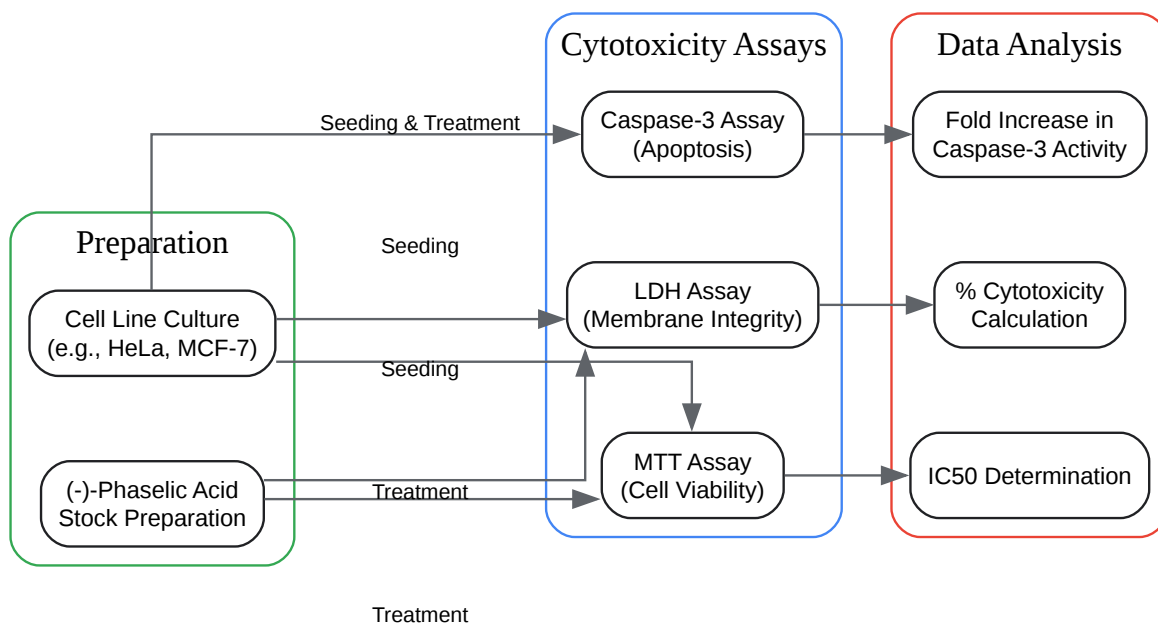 Cytotoxicity Assays
Data Analysis
Seeding & Treatment
Caspase-3 Assay
(Apoptosis)
Fold Increase in
Caspase-3 Activity
Preparation
Seeding
Cell Line Culture
(e.g., HeLa, MCF-7)
LDH Assay
(Membrane Integrity)
% Cytotoxicity
Calculation
Seeding
(-)-Phaselic Acid
Stock Preparation
Treatment
MTT Assay
(Cell Viability)
IC50 Determination
Treatment